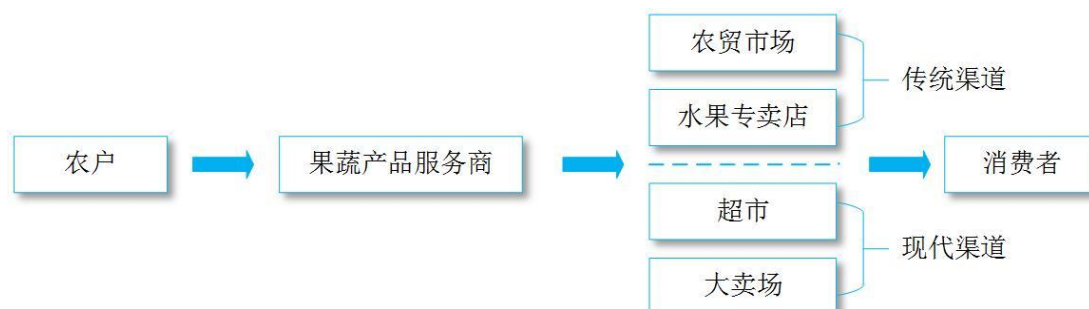 农贸市场
传统渠道
水果专卖店
农户
果蔬产品服务商
消费者
超市
现代渠道
大卖场